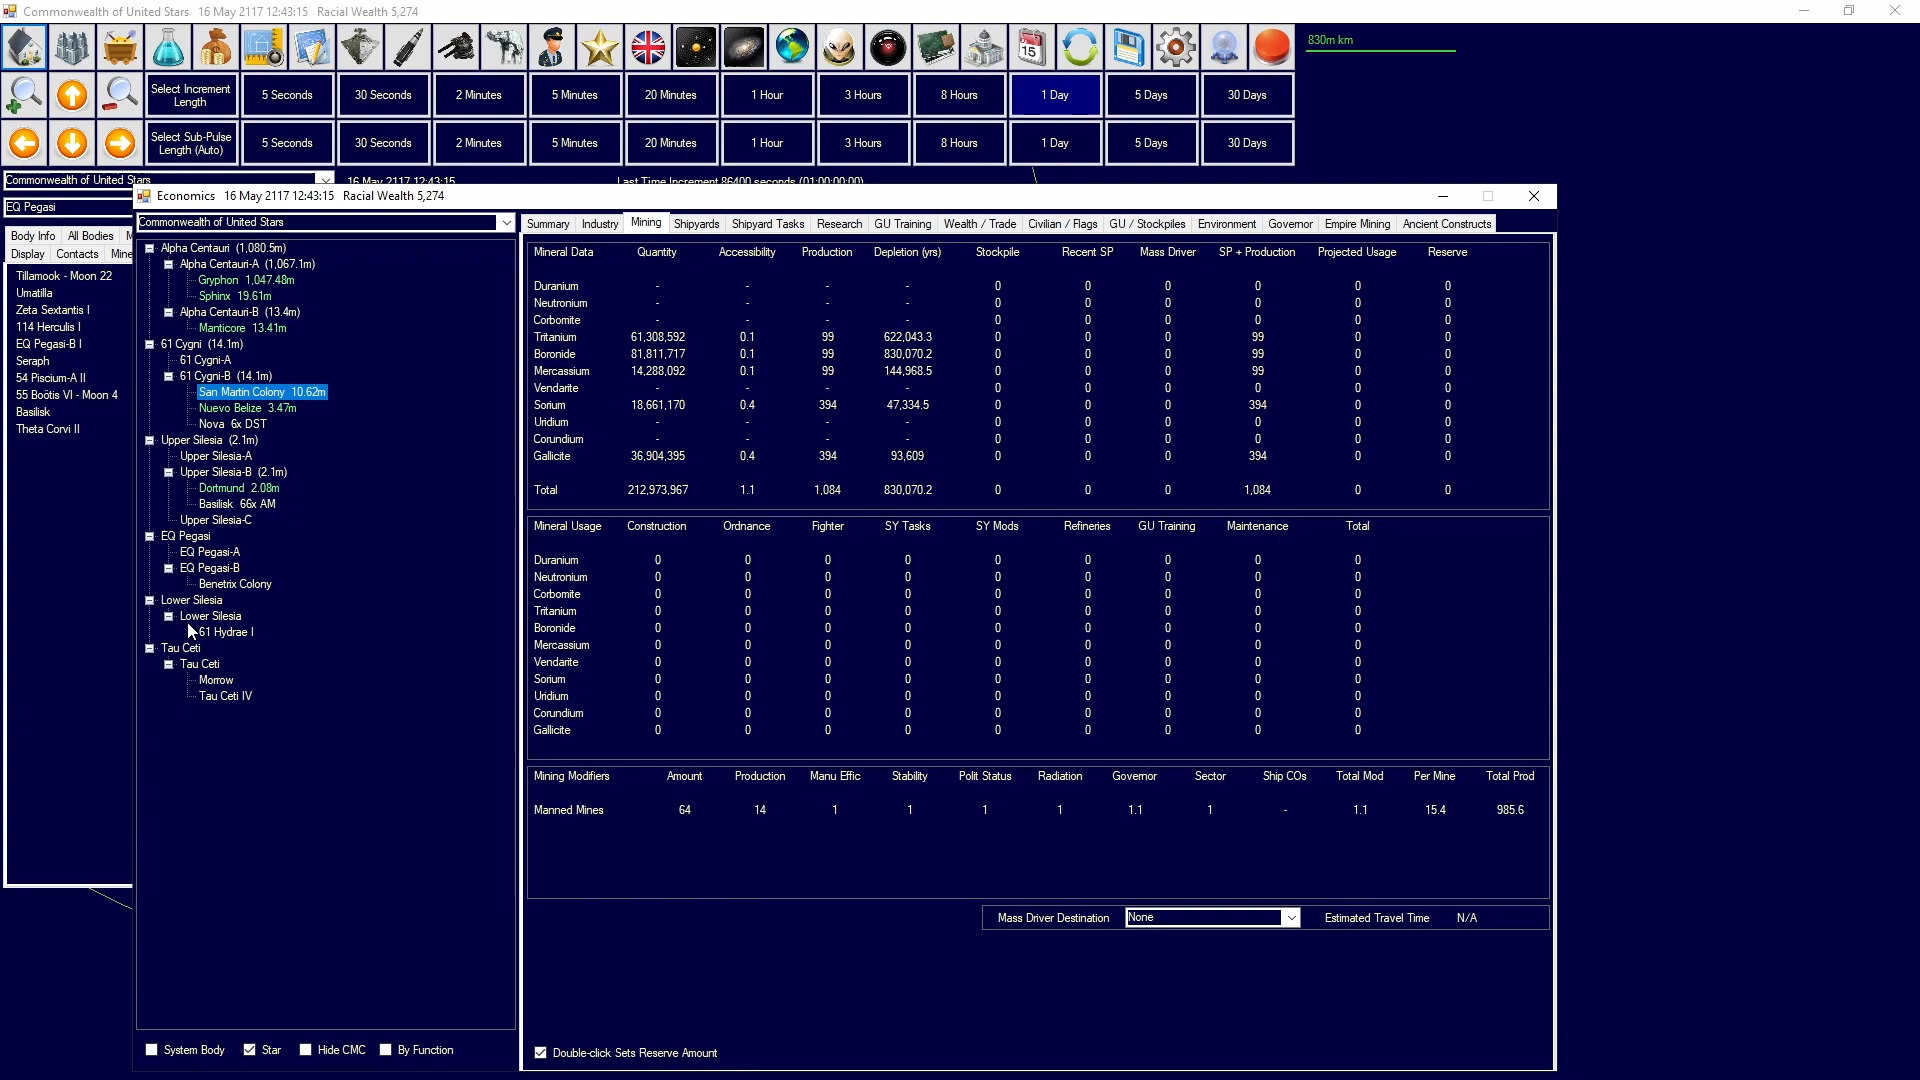 Commonwealth of United Stars 16 May 2117 12:43:15 Racial Wealth 5,274
15
830m km
Select Increment Length 5 Seconds 30 Seconds 2 Minutes 5 Minutes 20 Minutes 1 Hour 3 Hours 8 Hours 1 Day 5 Days 30 Days
Select Sub-Pulse Length (Auto) 5 Seconds 30 Seconds 2 Minutes 5 Minutes 20 Minutes 1 Hour 3 Hours 8 Hours 1 Day 5 Days 30 Days
Commonwealth of United Stars 16 May 2117 12:43:15 Last Time Increment 86400 seconds (01:00:00:00)
EQ Pegasi
Body Info All Bodies M
Display Contacts Mine
Tillamook - Moon 22
Umatilla
Zeta Sextantis I
114 Herculis I
EQ Pegasi-B I
Seraph
54 Piscium-A II
55 Boötis VI - Moon 4
Basilisk
Theta Corvi II
Economics 16 May 2117 12:43:15 Racial Wealth 5,274
Commonwealth of United Stars
Alpha Centauri (1,080.5m)
Alpha Centauri-A (1,067.1m)
Gryphon 1,047.48m
Sphinx 19.61m
Alpha Centauri-B (13.4m)
Manticore 13.41m
61 Cygni (14.1m)
61 Cygni-A
61 Cygni-B (14.1m)
San Martin Colony 10.62m
Nuevo Belize 3.47m
Nova 6x DST
Upper Silesia (2.1m)
Upper Silesia-A
Upper Silesia-B (2.1m)
Dortmund 2.08m
Basilisk 66x AM
Upper Silesia-C
EQ Pegasi
EQ Pegasi-A
EQ Pegasi-B
Benetrix Colony
Lower Silesia
Lower Silesia
61 Hydrae I
Tau Ceti
Tau Ceti
Morrow
Tau Ceti IV
System Body Star Hide CMC By Function
Summary Industry Mining Shipyards Shipyard Tasks Research GU Training Wealth / Trade Civilian / Flags GU / Stockpiles Environment Governor Empire Mining Ancient Constructs
Mineral Data Quantity Accessibility Production Depletion (yrs) Stockpile Recent SP Mass Driver SP + Production Projected Usage Reserve
Duranium - - - - 0 0 0 0 0 0
Neutronium - - - - 0 0 0 0 0 0
Corbomite - - - - 0 0 0 0 0 0
Tritanium 61,308,592 0.1 99 622,043.3 0 0 0 99 0 0
Boronide 81,811,717 0.1 99 830,070.2 0 0 0 99 0 0
Mercassium 14,288,092 0.1 99 144,968.5 0 0 0 99 0 0
Vendarite - - - - 0 0 0 0 0 0
Sorium 18,661,170 0.4 394 47,334.5 0 0 0 394 0 0
Uridium - - - - 0 0 0 0 0 0
Corundium - - - - 0 0 0 0 0 0
Gallicite 36,904,395 0.4 394 93,609 0 0 0 394 0 0
Total 212,973,967 1.1 1,084 830,070.2 0 0 0 1,084 0 0
Mineral Usage Construction Ordnance Fighter SY Tasks SY Mods Refineries GU Training Maintenance Total
Duranium 0 0 0 0 0 0 0 0 0
Neutronium 0 0 0 0 0 0 0 0 0
Corbomite 0 0 0 0 0 0 0 0 0
Tritanium 0 0 0 0 0 0 0 0 0
Boronide 0 0 0 0 0 0 0 0 0
Mercassium 0 0 0 0 0 0 0 0 0
Vendarite 0 0 0 0 0 0 0 0 0
Sorium 0 0 0 0 0 0 0 0 0
Uridium 0 0 0 0 0 0 0 0 0
Corundium 0 0 0 0 0 0 0 0 0
Gallicite 0 0 0 0 0 0 0 0 0
Mining Modifiers Amount Production Manu Effic Stability Polit Status Radiation Governor Sector Ship COs Total Mod Per Mine Total Prod
Manned Mines 64 14 1 1 1 1 1.1 1 - 1.1 15.4 985.6
Mass Driver Destination None Estimated Travel Time N/A
Double-click Sets Reserve Amount